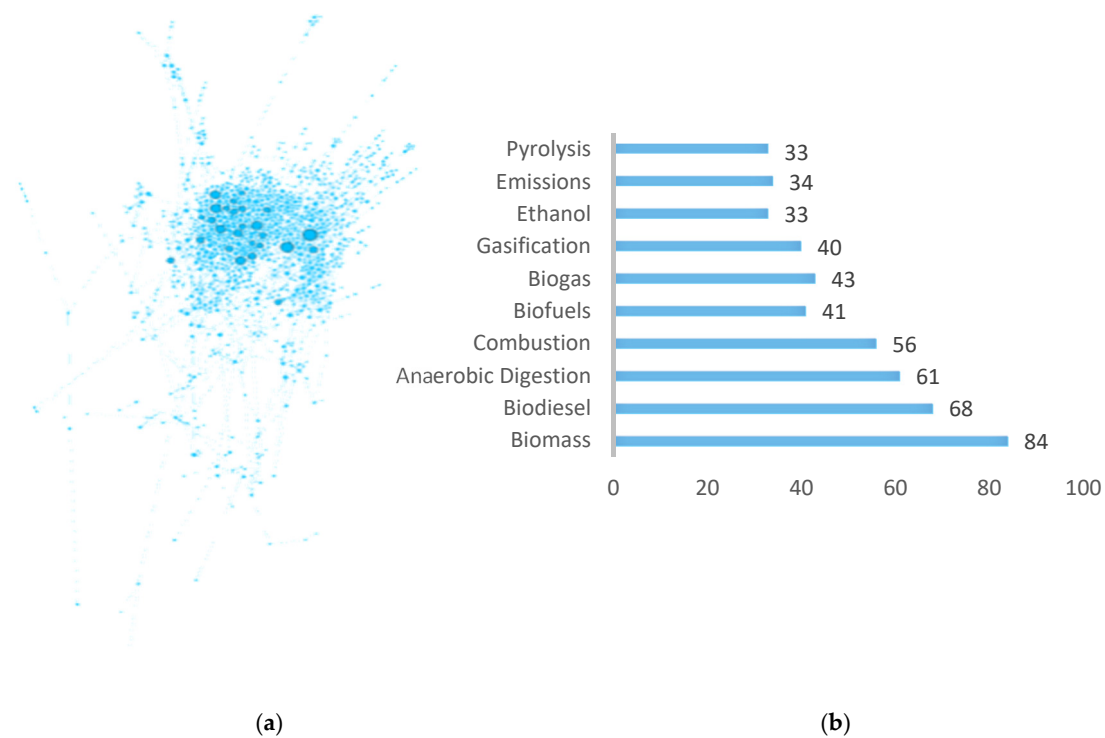 Pyrolysis 33
Emissions 34
Ethanol 33
Gasification 40
Biogas 43
Biofuels 41
Combustion 56
Anaerobic Digestion 61
Biodiesel 68
Biomass 84
0 20 40 60 80 100
(a) (b)